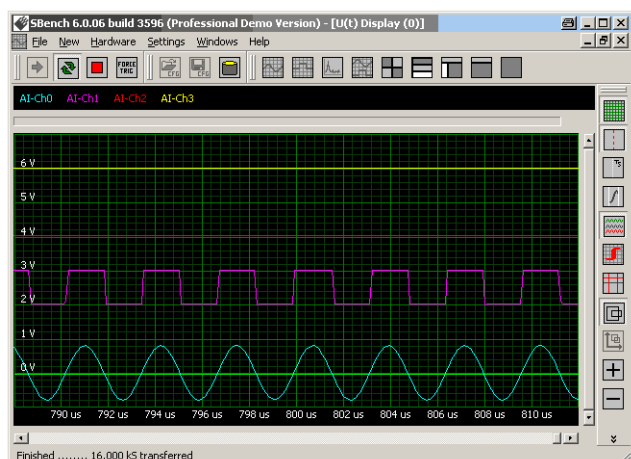 SBench 6.0.06 build 3596 (Professional Demo Version) - [U(t) Display (0)]
File New Hardware Settings Windows Help
FORCE
TRIG
CFG
CFG
AI-Ch0 AI-Ch1 AI-Ch2 AI-Ch3
Ts
6 V
5 V
4 V
3 V
2 V
1 V
0 V
790 us 792 us 794 us 796 us 798 us 800 us 802 us 804 us 806 us 808 us 810 us
Finished ........ 16.000 kS transferred